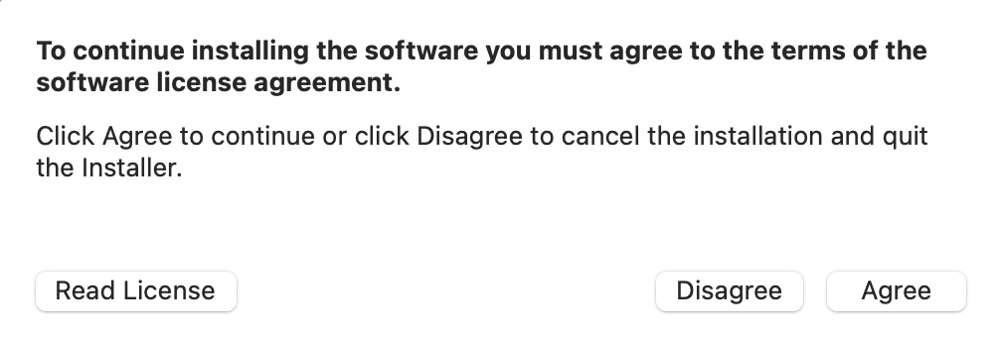 To continue installing the software you must agree to the terms of the
software license agreement.
Click Agree to continue or click Disagree to cancel the installation and quit
the Installer.
Read License
Disagree
Agree